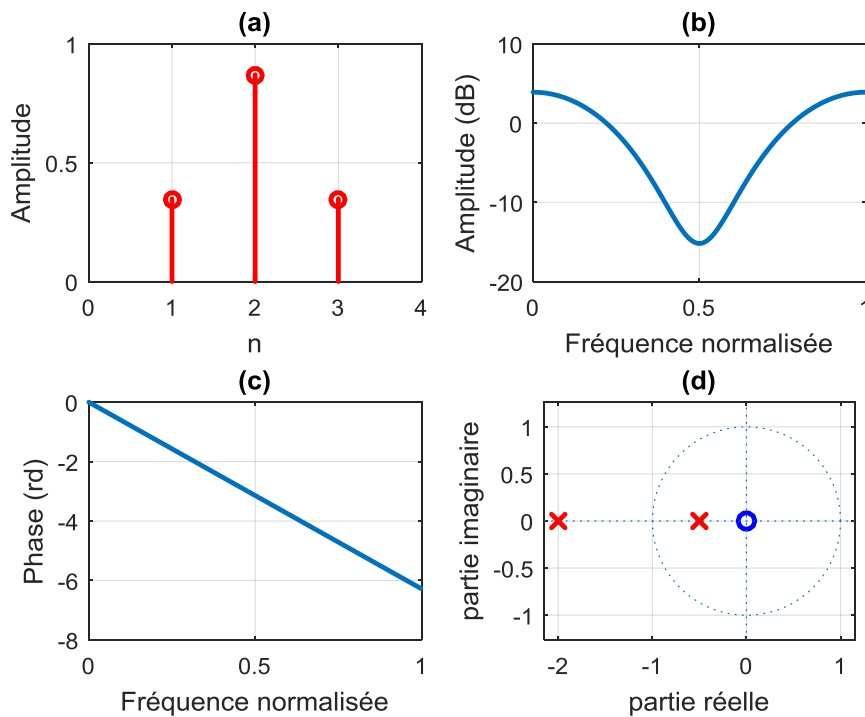 (a)
1
0.5
0
Amplitude
0 1 2 3 4
n
(b)
10
0
-10
-20
Amplitude (dB)
0 0.5 1
Fréquence normalisée
(c)
0
-2
-4
-6
-8
Phase (rd)
0 0.5 1
Fréquence normalisée
(d)
1
0.5
0
-0.5
-1
partie imaginaire
-2 -1 0 1
partie réelle